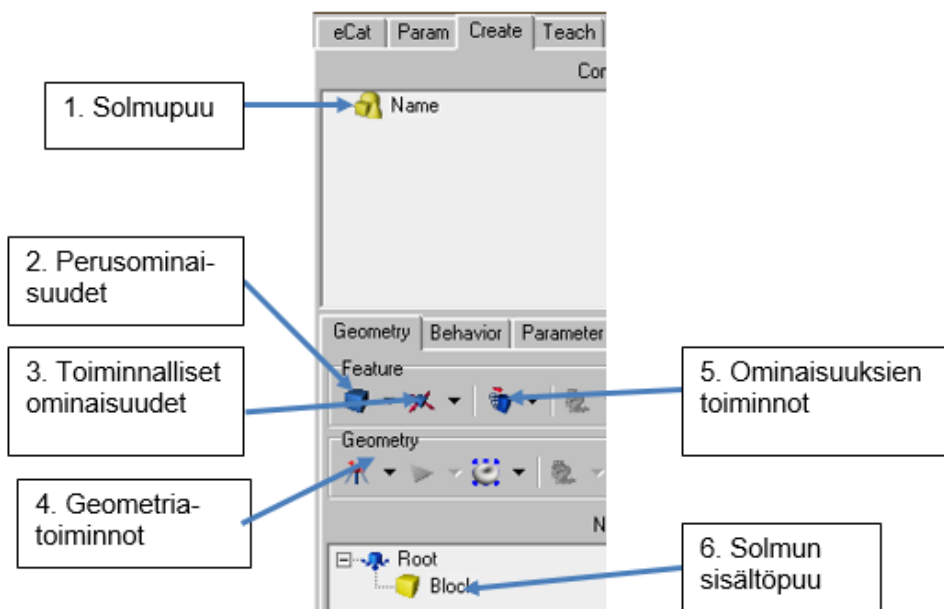 eCat Param Create Teach
Cor
1. Solmupuu
Name
2. Perusominai-
suudet
Geometry Behavior Parameter
3. Toiminnalliset
ominaisuudet
Feature
5. Ominaisuuksien
toiminnot
Geometry
4. Geometria-
toiminnot
N
Root
Block
6. Solmun
sisältöpuu